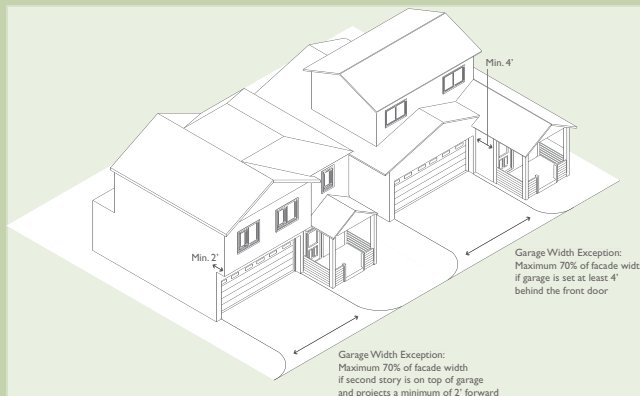 Min. 4'
Min. 2'
Garage Width Exception:
Maximum 70% of facade
if garage is set at least 4'
behind the front door
Garage Width Exception:
Maximum 70% of facade width
if second story is on top of garage
and projects a minimum of 2' forward